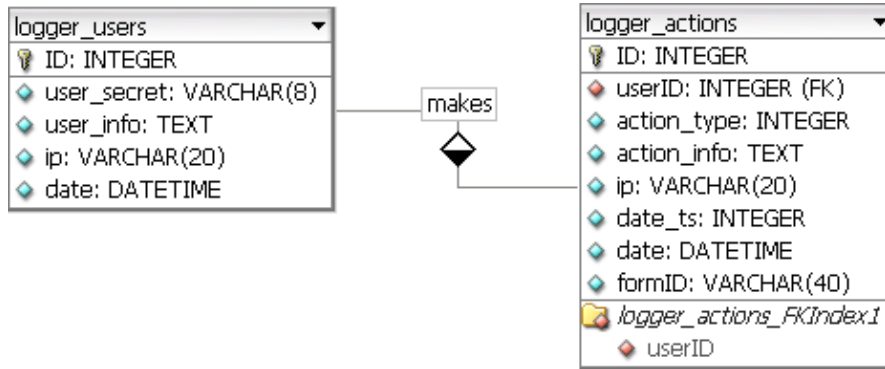 logger_users
ID: INTEGER
user_secret: VARCHAR(8)
user_info: TEXT
ip: VARCHAR(20)
date: DATETIME
makes
logger_actions
ID: INTEGER
userID: INTEGER (FK)
action_type: INTEGER
action_info: TEXT
ip: VARCHAR(20)
date_ts: INTEGER
date: DATETIME
formID: VARCHAR(40)
logger_actions_FKIndex1
userID